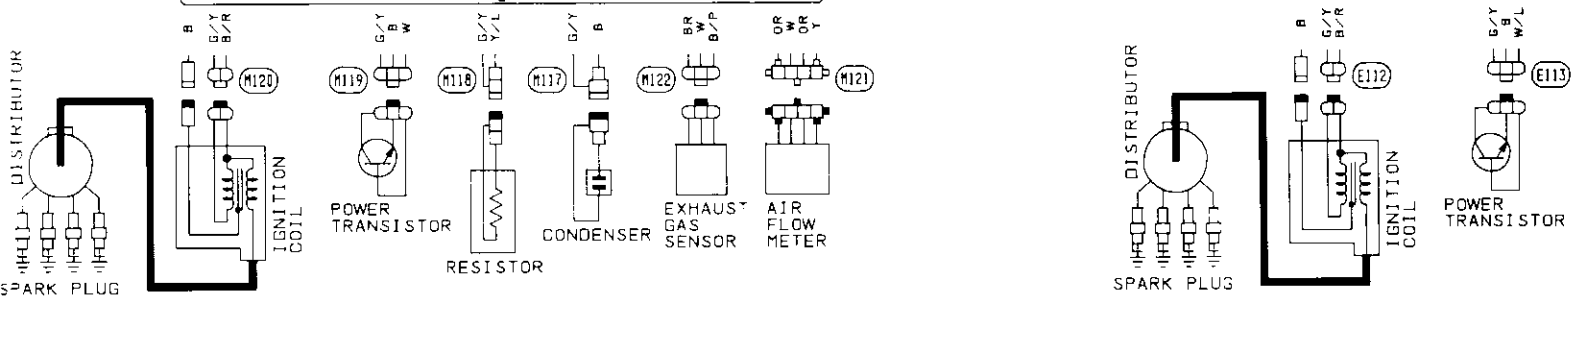 B
G/Y
B/R
G/Y
B
W
G/Y
Y/L
G/Y
B
BR
W
B/P
OR
W
OR
Y
M120
M119
M118
M117
M122
M121
DISTRIBUTOR
IGNITION
COIL
POWER
TRANSISTOR
RESISTOR
CONDENSER
EXHAUST
GAS
SENSOR
AIR
FLOW
METER
SPARK PLUG
B
G/Y
B/R
G/Y
B
W/L
E112
E113
DISTRIBUTOR
IGNITION
COIL
POWER
TRANSISTOR
SPARK PLUG